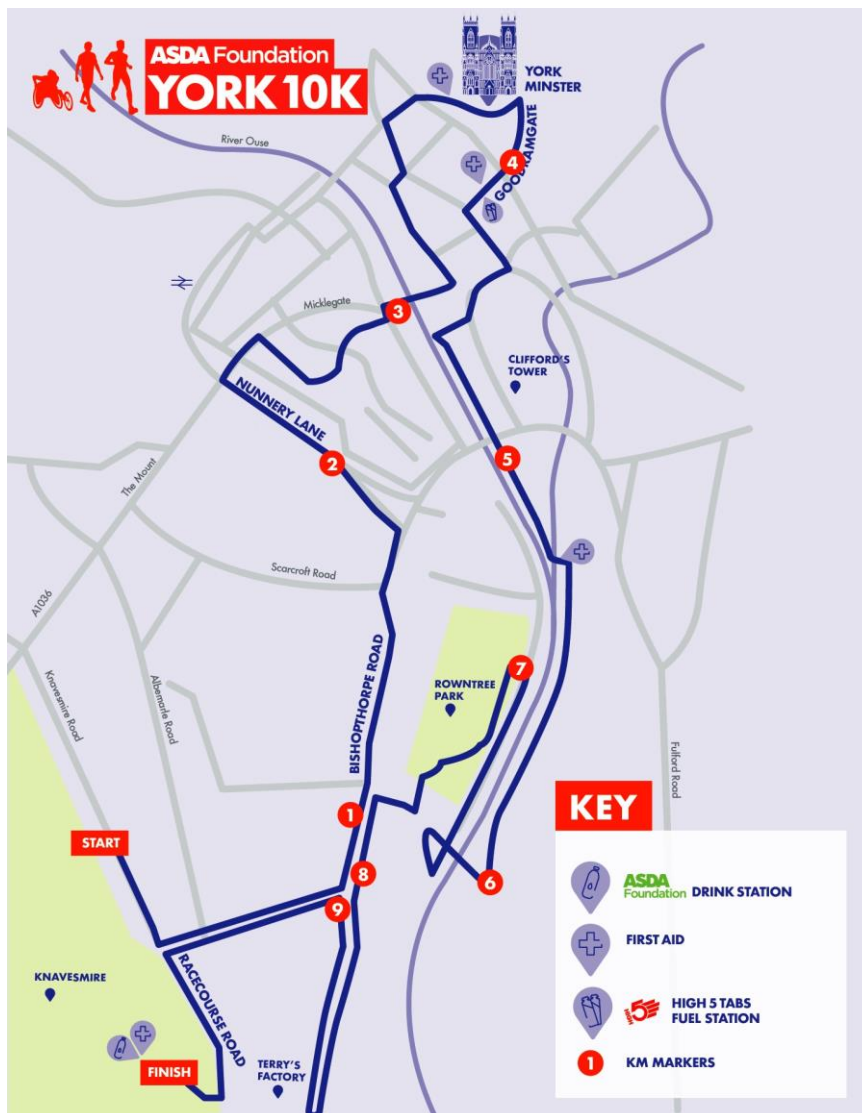 ASDA Foundation
YORK 10K
YORK
MINSTER
River Ouse
4
GOODRAMGATE
Micklegate
3
CLIFFORD'S
TOWER
NUNNERY LANE
2
5
The Mount
Scarcroft Road
A1036
Knavesmire Road
Albemarle Road
BISHOPTHORPE ROAD
7
ROWNTREE
PARK
Fulford Road
1
START
8
6
9
KNAVESMIRE
RACECOURSE ROAD
FINISH
TERRY'S
FACTORY
KEY
ASDA
Foundation DRINK STATION
FIRST AID
HIGH5 HIGH 5 TABS
FUEL STATION
1 KM MARKERS